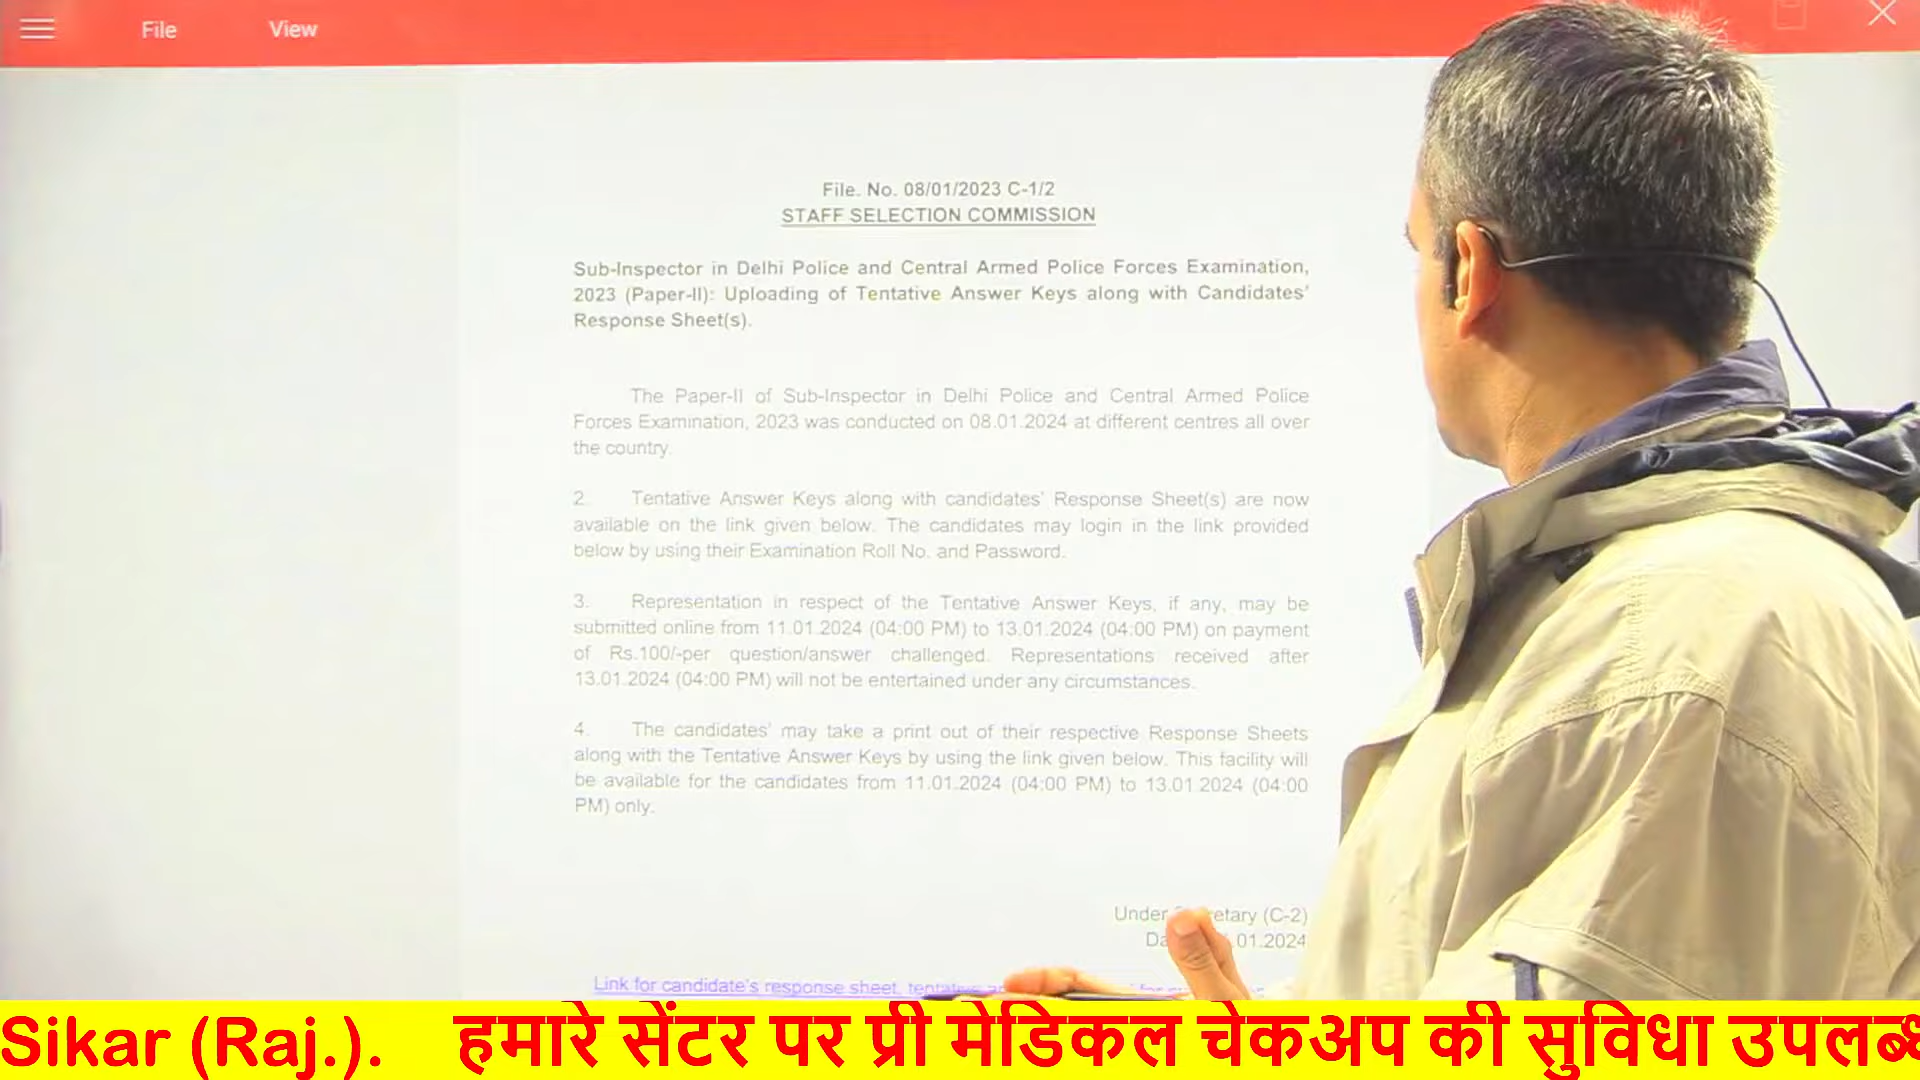 File View
File. No. 08/01/2023 C-1/2
STAFF SELECTION COMMISSION
Sub-Inspector in Delhi Police and Central Armed Police Forces Examination,
2023 (Paper-II): Uploading of Tentative Answer Keys along with Candidates'
Response Sheet(s).
The Paper-II of Sub-Inspector in Delhi Police and Central Armed Police
Forces Examination, 2023 was conducted on 08.01.2024 at different centres all over
the country.
2. Tentative Answer Keys along with candidates' Response Sheet(s) are now
available on the link given below. The candidates may login in the link provided
below by using their Examination Roll No. and Password.
3. Representation in respect of the Tentative Answer Keys, if any, may be
submitted online from 11.01.2024 (04:00 PM) to 13.01.2024 (04:00 PM) on payment
of Rs.100/-per question/answer challenged. Representations received after
13.01.2024 (04:00 PM) will not be entertained under any circumstances.
4. The candidates' may take a print out of their respective Response Sheets
along with the Tentative Answer Keys by using the link given below. This facility will
be available for the candidates from 11.01.2024 (04:00 PM) to 13.01.2024 (04:00
PM) only.
Under (C-2)
.01.2024
Link for candidate's response sheet, tentative
Sikar (Raj.). हमारे सेंटर पर प्री मेडिकल चेकअप की सुविधा